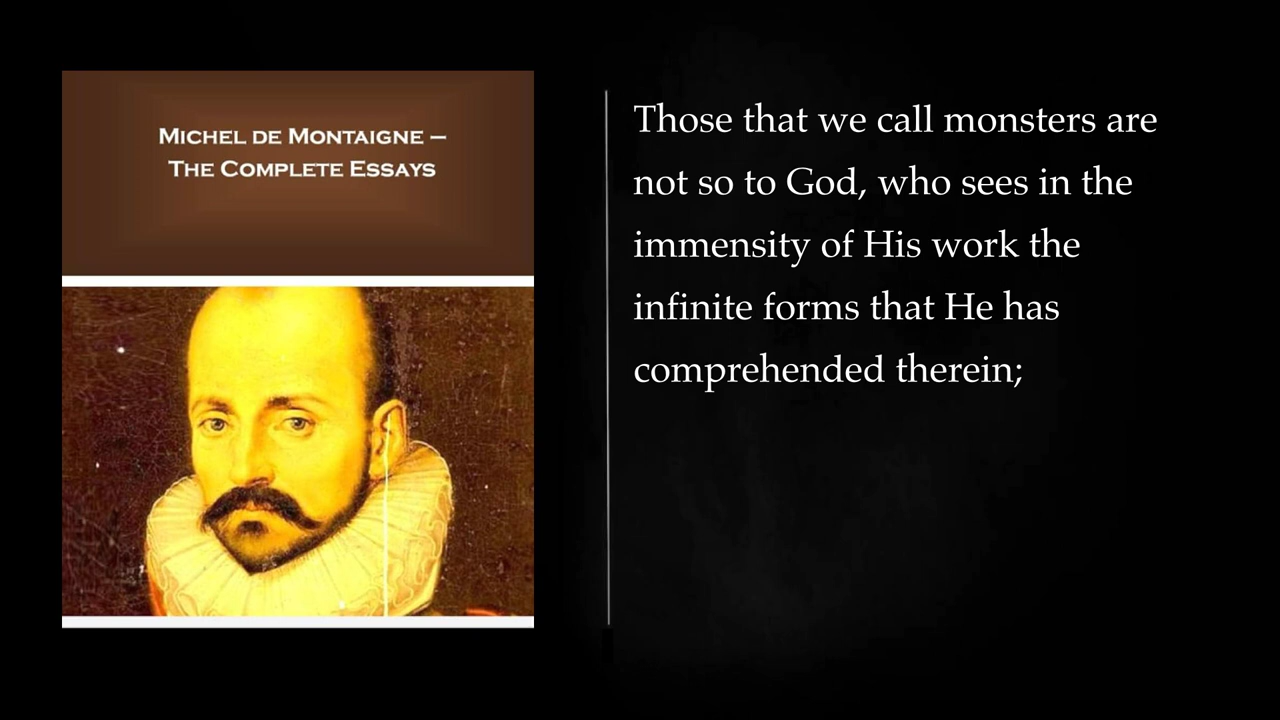 MICHEL DE MONTAIGNE –
THE COMPLETE ESSAYS
Those that we call monsters are
not so to God, who sees in the
immensity of His work the
infinite forms that He has
comprehended therein;